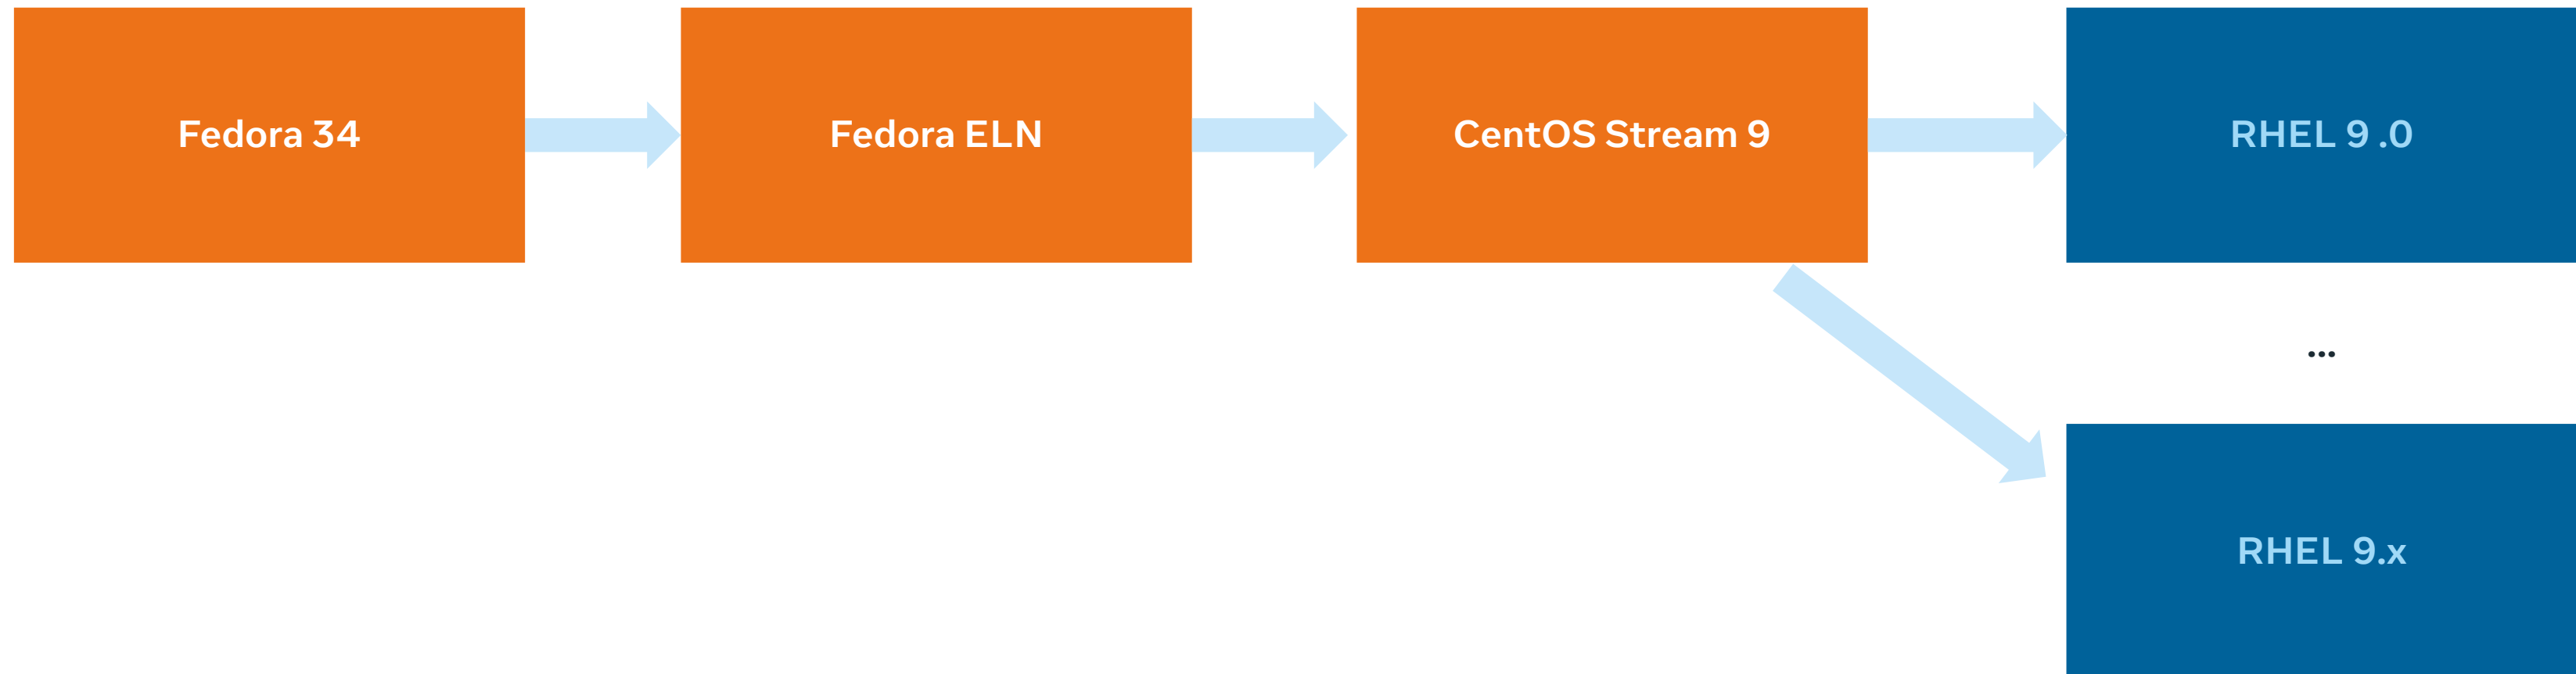 Fedora 34
Fedora ELN
CentOS Stream 9
RHEL 9 .0
...
RHEL 9.x